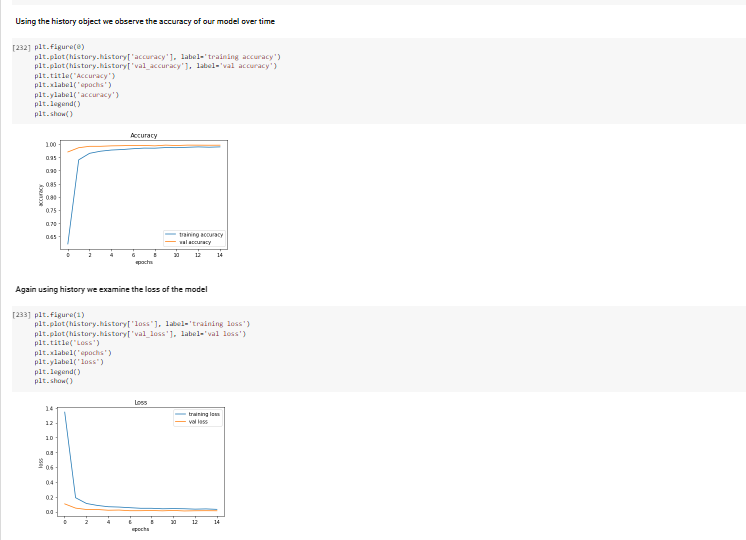 Using the history object we observe the accuracy of our model over time
[232] plt.figure(0)
plt.plot(history.history['accuracy'], label='training accuracy')
plt.plot(history.history['val_accuracy'], label='val accuracy')
plt.title('Accuracy')
plt.xlabel('epochs')
plt.ylabel('accuracy')
plt.legend()
plt.show()
Accuracy
1.00
0.95
0.90
0.85
0.80
0.75
0.70
0.65
accuracy
training accuracy
val accuracy
0 2 4 6 8 10 12 14
epochs
Again using history we examine the loss of the model
[233] plt.figure(1)
plt.plot(history.history['loss'], label='training loss')
plt.plot(history.history['val_loss'], label='val loss')
plt.title('Loss')
plt.xlabel('epochs')
plt.ylabel('loss')
plt.legend()
plt.show()
Loss
1.4
1.2
1.0
0.8
0.6
0.4
0.2
0.0
loss
training loss
val loss
0 2 4 6 8 10 12 14
epochs